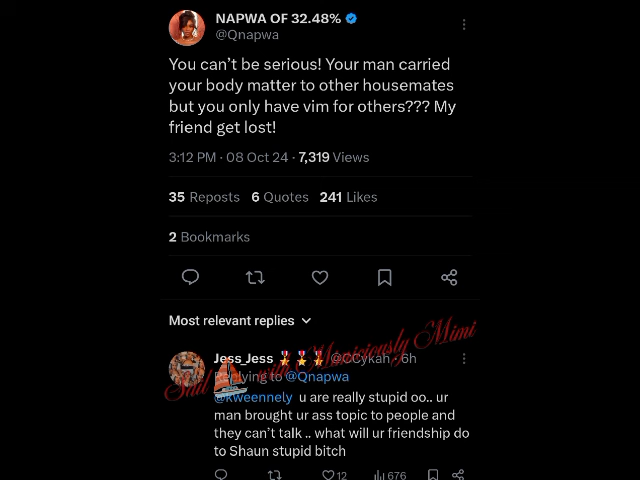 NAPWA OF 32.48%
@Qnapwa
You can't be serious! Your man carried
your body matter to other housemates
but you only have vim for others??? My
friend get lost!
3:12 PM · 08 Oct 24 · 7,319 Views
35 Reposts 6 Quotes 241 Likes
2 Bookmarks
Most relevant replies
Jess_Jess 🎖️🎖️🎖️ @CCykah · 6h
Replying to @Qnapwa
Sail with Miniciously Mimi
@kweennely u are really stupid oo.. ur
man brought ur ass topic to people and
they can't talk .. what will ur friendship do
to Shaun stupid bitch
12 676